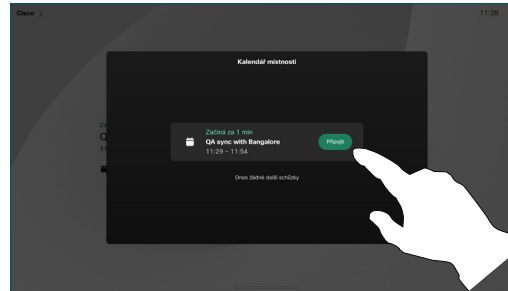 Cisco
11:28
Kalendář místnosti
Začíná za 1 min
QA sync with Bangalore
11:29 – 11:54
Připojit
Dnes žádné další schůzky